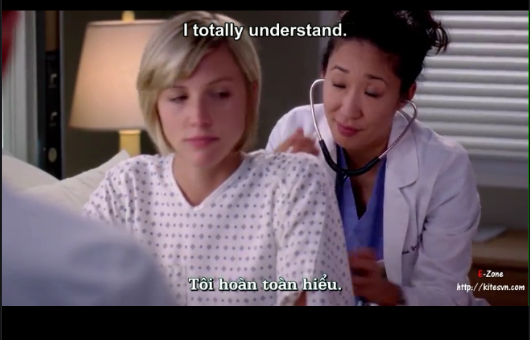 I totally understand.
Tôi hoàn toàn hiểu.
E-Zone
http://kitesvn.com